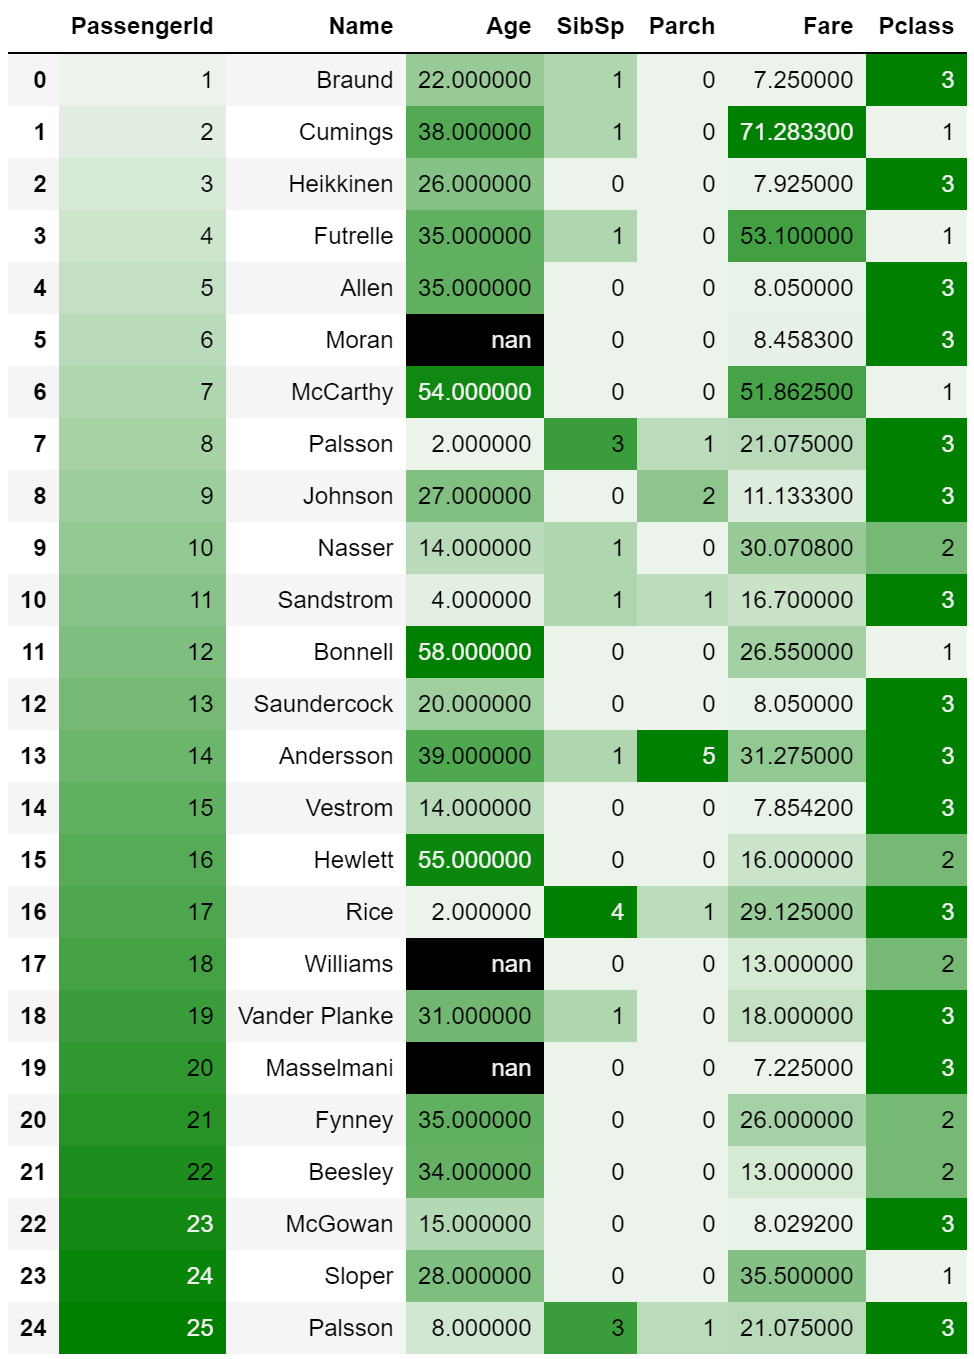 PassengerId Name Age SibSp Parch Fare Pclass
0 1 Braund 22.000000 1 0 7.250000 3
1 2 Cumings 38.000000 1 0 71.283300 1
2 3 Heikkinen 26.000000 0 0 7.925000 3
3 4 Futrelle 35.000000 1 0 53.100000 1
4 5 Allen 35.000000 0 0 8.050000 3
5 6 Moran nan 0 0 8.458300 3
6 7 McCarthy 54.000000 0 0 51.862500 1
7 8 Palsson 2.000000 3 1 21.075000 3
8 9 Johnson 27.000000 0 2 11.133300 3
9 10 Nasser 14.000000 1 0 30.070800 2
10 11 Sandstrom 4.000000 1 1 16.700000 3
11 12 Bonnell 58.000000 0 0 26.550000 1
12 13 Saundercock 20.000000 0 0 8.050000 3
13 14 Andersson 39.000000 1 5 31.275000 3
14 15 Vestrom 14.000000 0 0 7.854200 3
15 16 Hewlett 55.000000 0 0 16.000000 2
16 17 Rice 2.000000 4 1 29.125000 3
17 18 Williams nan 0 0 13.000000 2
18 19 Vander Planke 31.000000 1 0 18.000000 3
19 20 Masselmani nan 0 0 7.225000 3
20 21 Fynney 35.000000 0 0 26.000000 2
21 22 Beesley 34.000000 0 0 13.000000 2
22 23 McGowan 15.000000 0 0 8.029200 3
23 24 Sloper 28.000000 0 0 35.500000 1
24 25 Palsson 8.000000 3 1 21.075000 3